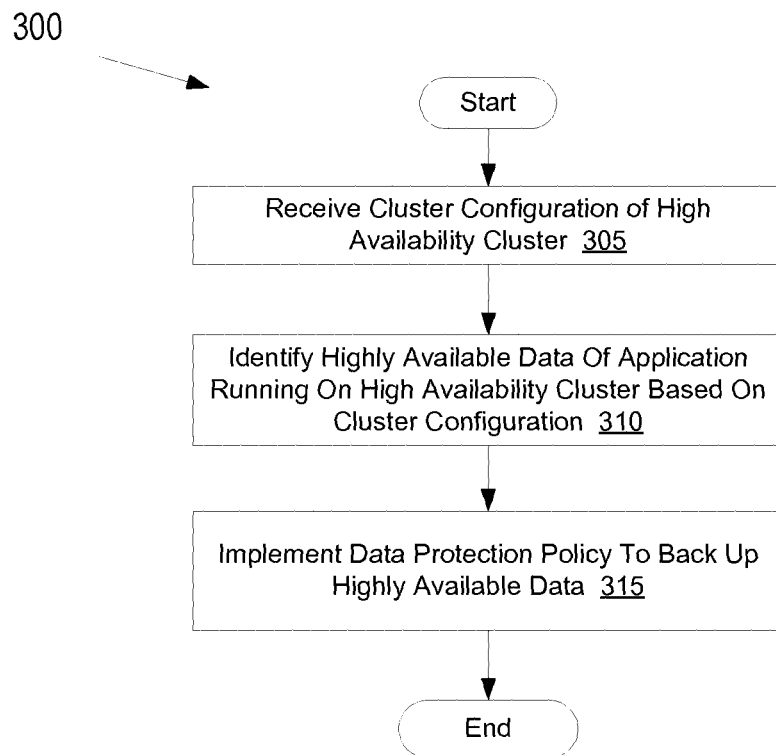 300
Start
Receive Cluster Configuration of High
Availability Cluster 305
Identify Highly Available Data Of Application
Running On High Availability Cluster Based On
Cluster Configuration 310
Implement Data Protection Policy To Back Up
Highly Available Data 315
End